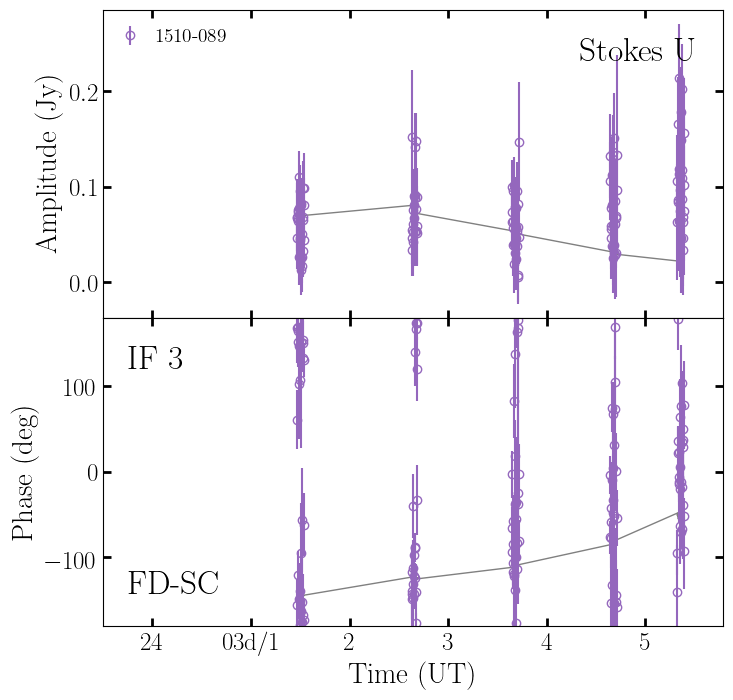 1510-089
Stokes U
Amplitude (Jy)
0.2
0.1
0.0
IF 3
FD-SC
Phase (deg)
100
0
−100
24
03d/1
2
3
4
5
Time (UT)